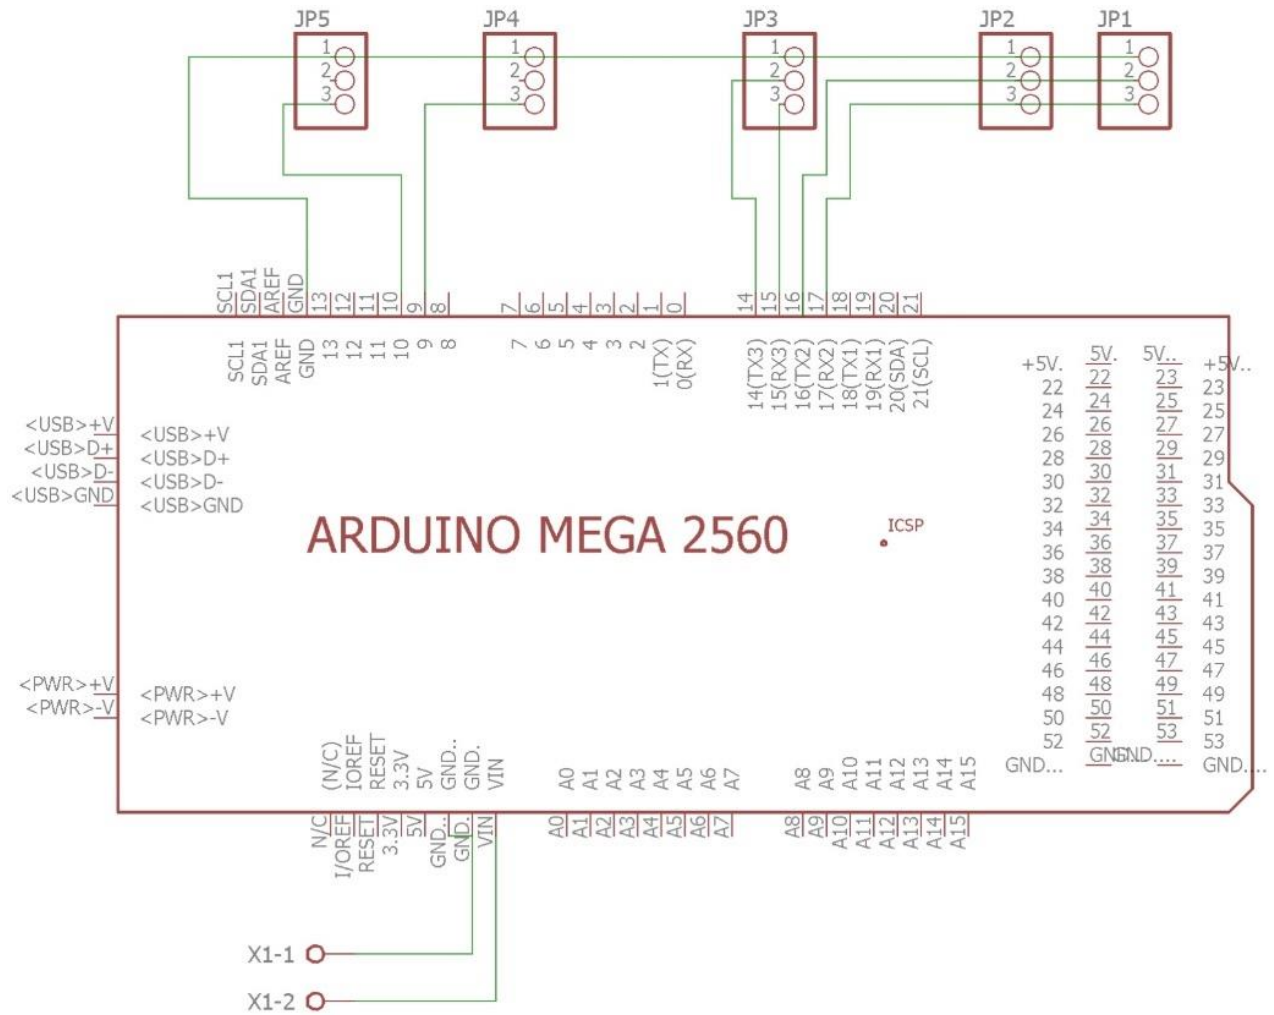 JP5 JP4 JP3 JP2 JP1
1 1 1 1 1
2 2 2 2 2
3 3 3 3 3
SCL1 SDA1 AREF GND 13 12 11 10 9 8 7 6 5 4 3 2 1 0 14 15 16 17 18 19 20 21
SCL1 SDA1 AREF GND 13 12 11 10 9 8 7 6 5 4 3 2 1(TX) 0(RX) 14(TX3) 15(RX3) 16(TX2) 17(RX2) 18(TX1) 19(RX1) 20(SDA) 21(SCL)
+5V. 5V. 5V.. +5V..
22 22 23 23
24 24 25 25
<USB>+V <USB>+V 26 26 27 27
<USB>D+ <USB>D+ 28 28 29 29
<USB>D- <USB>D- 30 30 31 31
<USB>GND <USB>GND 32 32 33 33
ARDUINO MEGA 2560 ICSP 34 34 35 35
36 36 37 37
38 38 39 39
40 40 41 41
42 42 43 43
44 44 45 45
46 46 47 47
<PWR>+V <PWR>+V 48 48 49 49
<PWR>-V <PWR>-V 50 50 51 51
52 52 53 53
GND... GND... GND.... GND....
(N/C) IOREF RESET 3.3V 5V GND.. GND. VIN A0 A1 A2 A3 A4 A5 A6 A7 A8 A9 A10 A11 A12 A13 A14 A15
N/C I/OREF RESET 3.3V 5V GND.. GND. VIN A0 A1 A2 A3 A4 A5 A6 A7 A8 A9 A10 A11 A12 A13 A14 A15
X1-1
X1-2